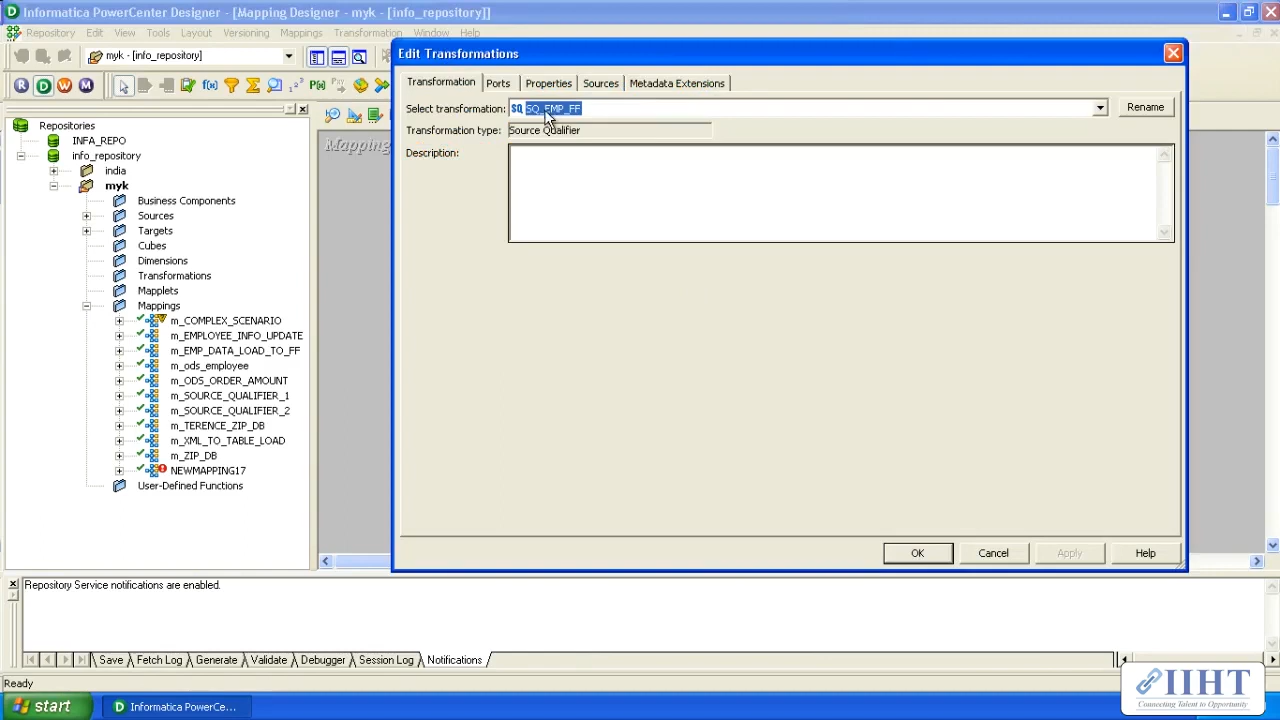 Informatica PowerCenter Designer - [Mapping Designer - myk - [info_repository]]
Repository Edit View Tools Layout Versioning Mappings Transformation Window Help
myk - [info_repository]
Repositories
INFA_REPO
info_repository
india
myk
Business Components
Sources
Targets
Cubes
Dimensions
Transformations
Mapplets
Mappings
m_COMPLEX_SCENARIO
m_EMPLOYEE_INFO_UPDATE
m_EMP_DATA_LOAD_TO_FF
m_ods_employee
m_ODS_ORDER_AMOUNT
m_SOURCE_QUALIFIER_1
m_SOURCE_QUALIFIER_2
m_TERENCE_ZIP_DB
m_XML_TO_TABLE_LOAD
m_ZIP_DB
NEWMAPPING17
User-Defined Functions
Mapping
Edit Transformations
Transformation Ports Properties Sources Metadata Extensions
Select transformation: SQ SQ_EMP_FF Rename
Transformation type: Source Qualifier
Description:
OK Cancel Apply Help
Repository Service notifications are enabled.
Save Fetch Log Generate Validate Debugger Session Log Notifications
Ready
start Informatica PowerCe...
IIHT
Connecting Talent to Opportunity